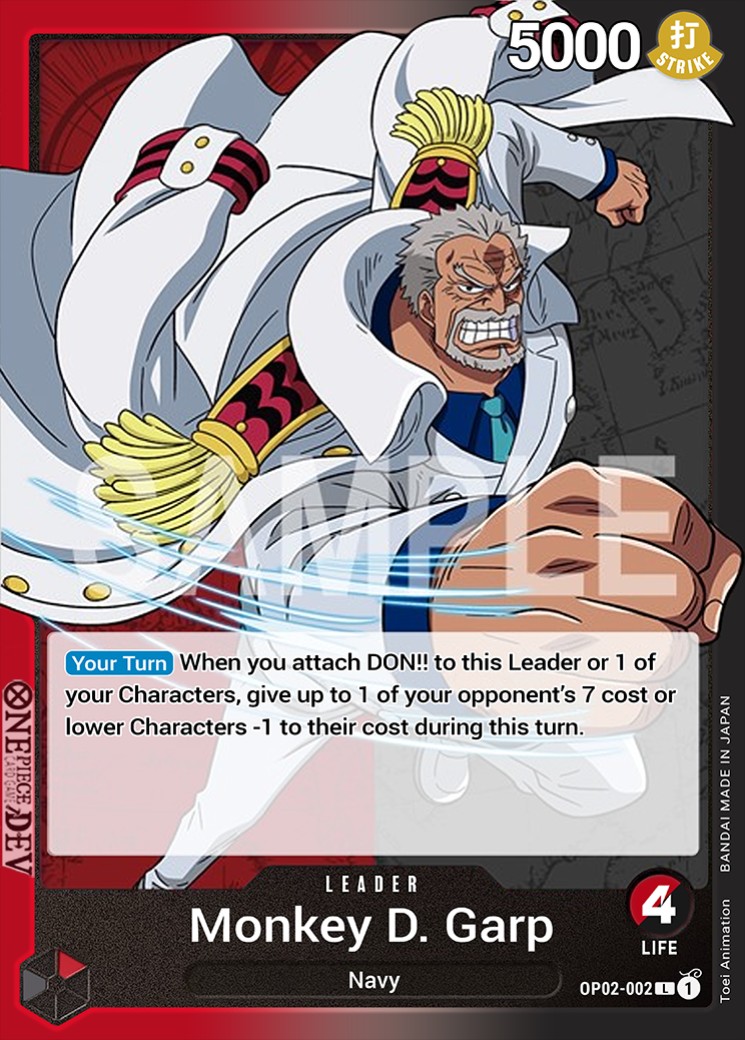 5000
打
STRIKE
SAMPLE
Your Turn When you attach DON!! to this Leader or 1 of
your Characters, give up to 1 of your opponent's 7 cost or
lower Characters -1 to their cost during this turn.
ONE PIECE
CARD GAME
DEV
LEADER
Monkey D. Garp
Navy
4
LIFE
OP02-002 L 1
Toei Animation BANDAI MADE IN JAPAN